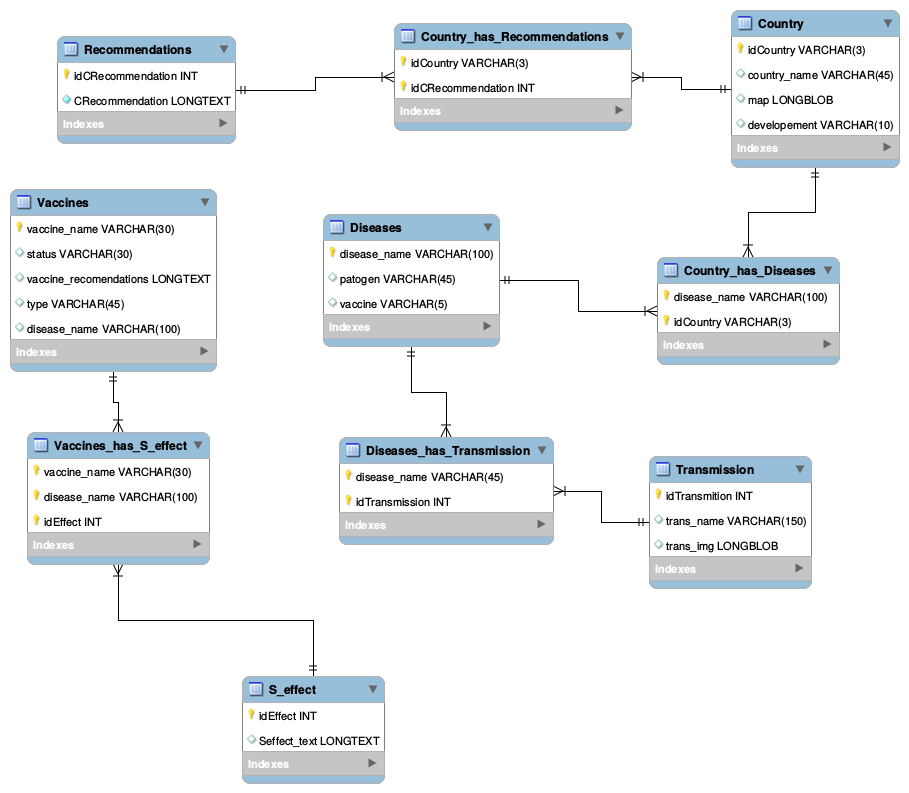 Recommendations
idCRecommendation INT
CRecommendation LONGTEXT
Indexes
Country_has_Recommendations
idCountry VARCHAR(3)
idCRecommendation INT
Indexes
Country
idCountry VARCHAR(3)
country_name VARCHAR(45)
map LONGBLOB
developement VARCHAR(10)
Indexes
Vaccines
vaccine_name VARCHAR(30)
status VARCHAR(30)
vaccine_recomendations LONGTEXT
type VARCHAR(45)
disease_name VARCHAR(100)
Indexes
Diseases
disease_name VARCHAR(100)
patogen VARCHAR(45)
vaccine VARCHAR(5)
Indexes
Country_has_Diseases
disease_name VARCHAR(100)
idCountry VARCHAR(3)
Indexes
Vaccines_has_S_effect
vaccine_name VARCHAR(30)
disease_name VARCHAR(100)
idEffect INT
Indexes
Diseases_has_Transmission
disease_name VARCHAR(45)
idTransmission INT
Indexes
Transmission
idTransmition INT
trans_name VARCHAR(150)
trans_img LONGBLOB
Indexes
S_effect
idEffect INT
Seffect_text LONGTEXT
Indexes